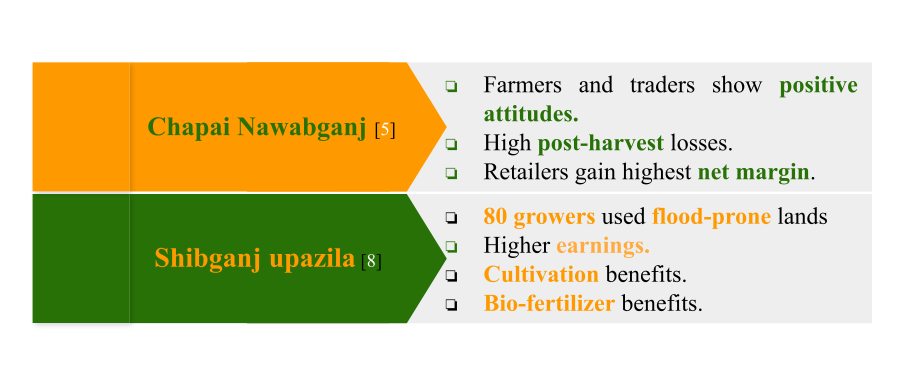 Chapai Nawabganj [5]
Farmers and traders show positive
attitudes.
High post-harvest losses.
Retailers gain highest net margin.
Shibganj upazila [8]
80 growers used flood-prone lands
Higher earnings.
Cultivation benefits.
Bio-fertilizer benefits.